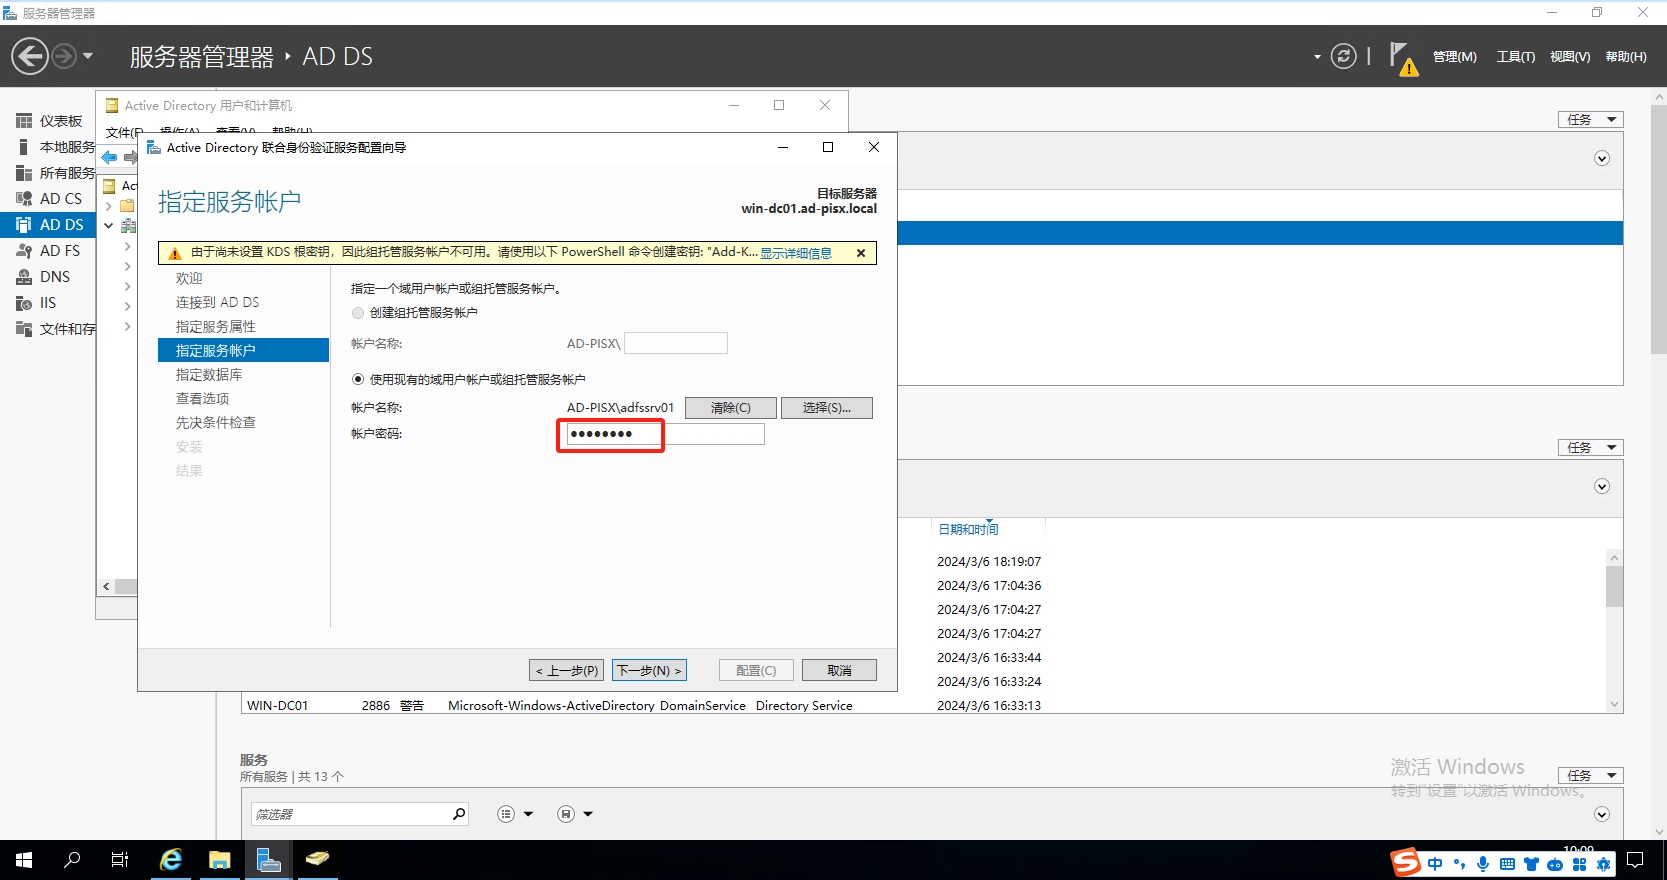 服务器管理器
服务器管理器 · AD DS
管理(M) 工具(T) 视图(V) 帮助(H)
仪表板
本地服务
所有服务
AD CS
AD DS
AD FS
DNS
IIS
文件和存
Active Directory 用户和计算机
文件(F) 操作(A) 查看(V) 帮助(H)
Act
Active Directory 联合身份验证服务配置向导
指定服务帐户
目标服务器
win-dc01.ad-pisx.local
由于尚未设置 KDS 根密钥，因此组托管服务帐户不可用。请使用以下 PowerShell 命令创建密钥: "Add-K... 显示详细信息
欢迎
连接到 AD DS
指定服务属性
指定服务帐户
指定数据库
查看选项
先决条件检查
安装
结果
指定一个域用户帐户或组托管服务帐户。
创建组托管服务帐户
帐户名称: AD-PISX\
使用现有的域用户帐户或组托管服务帐户
帐户名称: AD-PISX\adfssrv01 清除(C) 选择(S)...
帐户密码: ●●●●●●●●
< 上一步(P) 下一步(N) > 配置(C) 取消
任务
任务
日期和时间
2024/3/6 18:19:07
2024/3/6 17:04:36
2024/3/6 17:04:27
2024/3/6 17:04:27
2024/3/6 16:33:44
2024/3/6 16:33:24
WIN-DC01 2886 警告 Microsoft-Windows-ActiveDirectory_DomainService Directory Service 2024/3/6 16:33:13
服务
所有服务 | 共 13 个
任务
筛选器
激活 Windows
转到"设置"以激活 Windows。
10:09
中